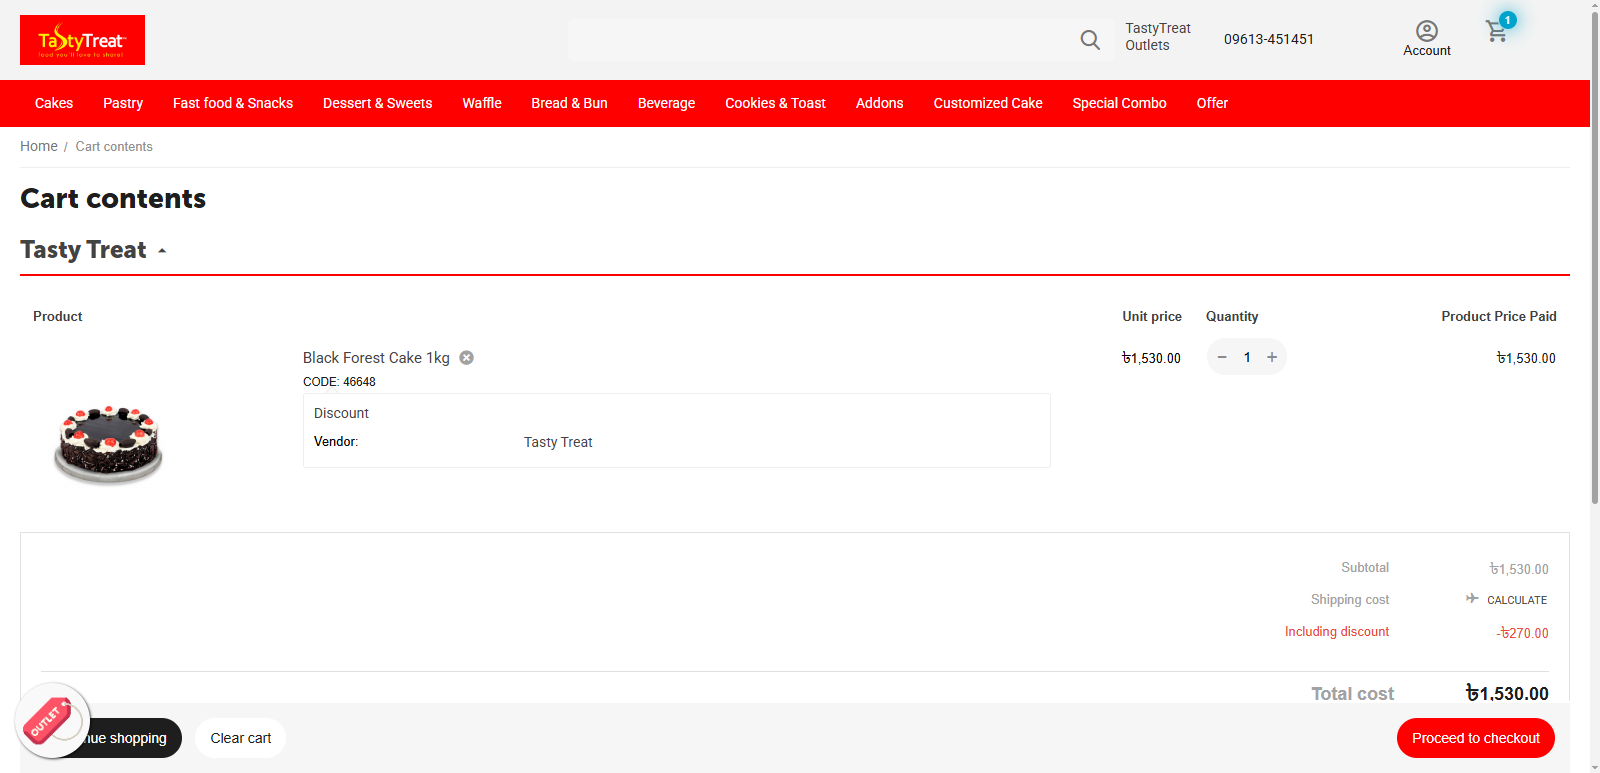 TastyTreat
food you'll love to share!
TastyTreat
Outlets
09613-451451
Account
1
Cakes Pastry Fast food & Snacks Dessert & Sweets Waffle Bread & Bun Beverage Cookies & Toast Addons Customized Cake Special Combo Offer
Home / Cart contents
Cart contents
Tasty Treat
Product Unit price Quantity Product Price Paid
Black Forest Cake 1kg ৳1,530.00 − 1 + ৳1,530.00
CODE: 46648
Discount
Vendor: Tasty Treat
Subtotal ৳1,530.00
Shipping cost CALCULATE
Including discount -৳270.00
Total cost ৳1,530.00
OUTLET
nue shopping Clear cart Proceed to checkout